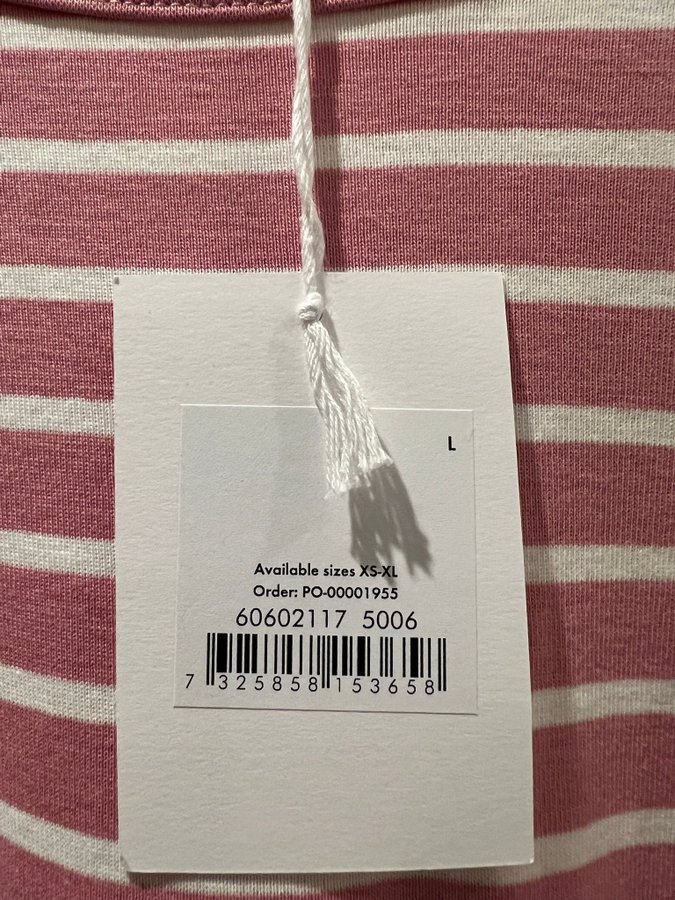 L
Available sizes XS-XL
Order: PO-00001955
60602117 5006
7 325858 153658